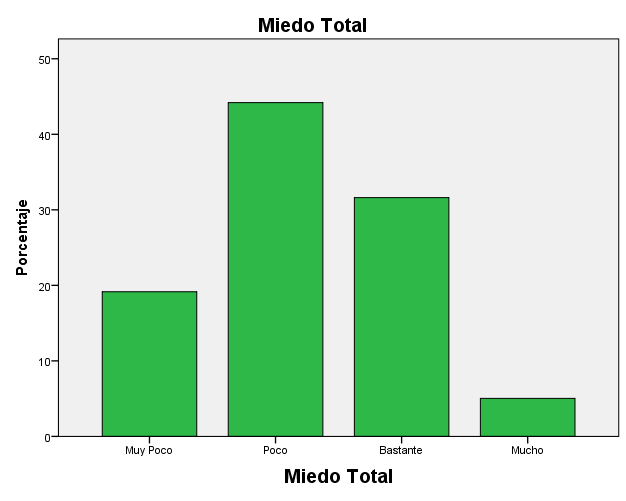 Miedo Total
Porcentaje
50
40
30
20
10
0
Muy Poco
Poco
Bastante
Mucho
Miedo Total